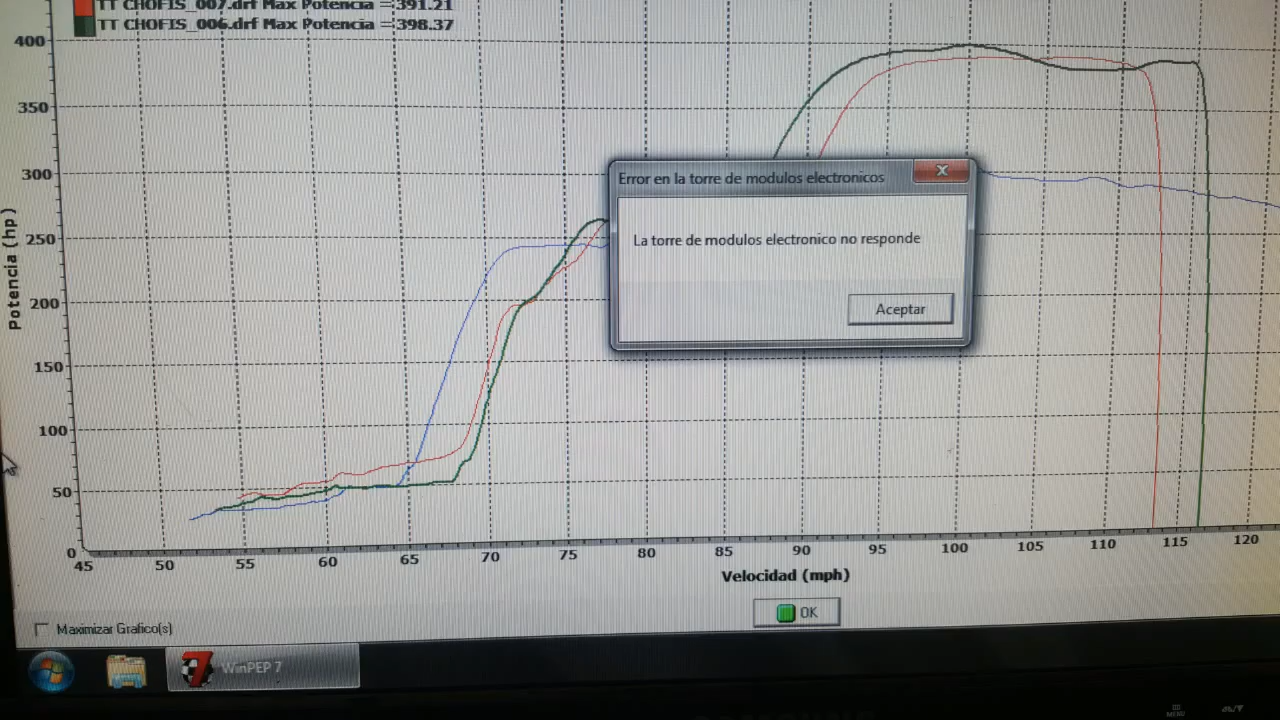 TT CHOFIS_007.drf Max Potencia =391.21
TT CHOFIS_006.drf Max Potencia =398.37
400
350
300
250
200
150
100
50
0
Potencia (hp)
Error en la torre de modulos electronicos
La torre de modulos electronico no responde
Aceptar
45 50 55 60 65 70 75 80 85 90 95 100 105 110 115 120
Velocidad (mph)
OK
Maximizar Grafico(s)
7 WinPEP 7
MENU